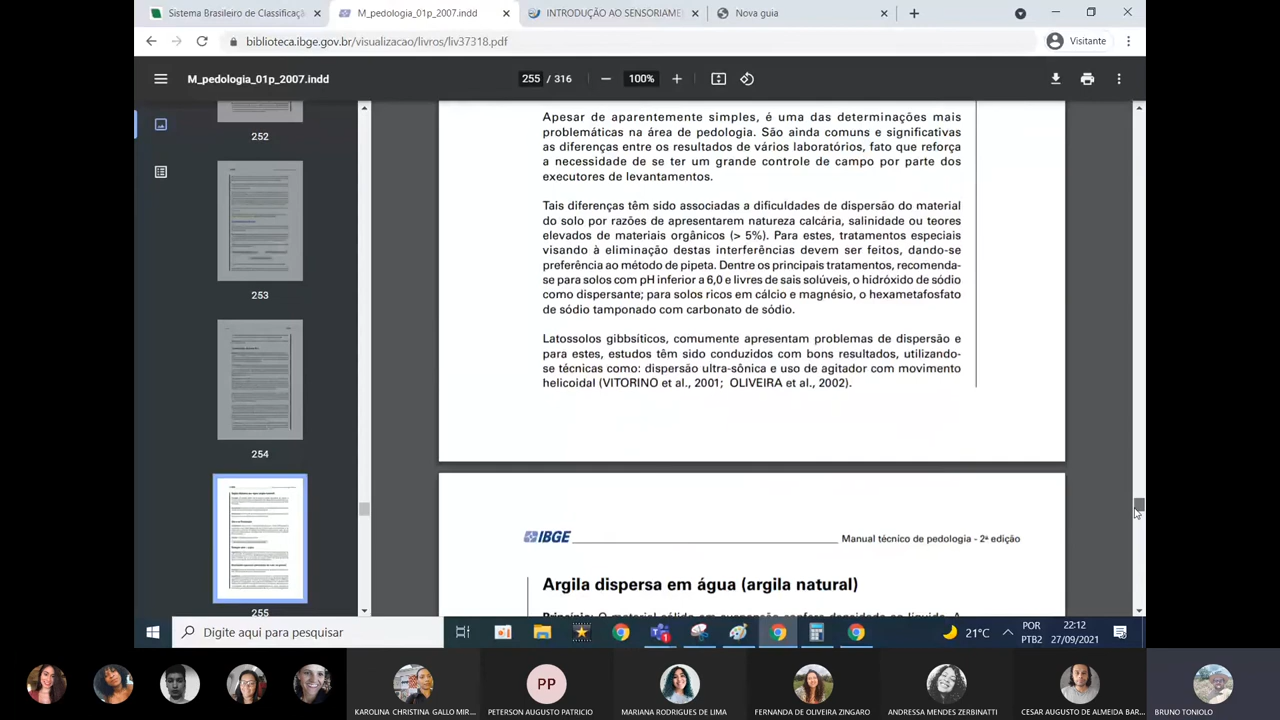 Sistema Brasileiro de Classificaçã
M_pedologia_01p_2007.indd
INTRODUÇÃO AO SENSORIAME
Nova guia
biblioteca.ibge.gov.br/visualizacao/livros/liv37318.pdf
Visitante
M_pedologia_01p_2007.indd
255 / 316
100%
252
253
254
255
Apesar de aparentemente simples, é uma das determinações mais
problemáticas na área de pedologia. São ainda comuns e significativas
as diferenças entre os resultados de vários laboratórios, fato que reforça
a necessidade de se ter um grande controle de campo por parte dos
executores de levantamentos.
Tais diferenças têm sido associadas a dificuldades de dispersão do material
do solo por razões de apresentarem natureza calcária, salinidade ou teores
elevados de materiais orgânicos (> 5%). Para estes, tratamentos especiais
visando à eliminação destas interferências devem ser feitos, dando-se
preferência ao método de pipeta. Dentre os principais tratamentos, recomenda-
se para solos com pH inferior a 6,0 e livres de sais solúveis, o hidróxido de sódio
como dispersante; para solos ricos em cálcio e magnésio, o hexametafosfato
de sódio tamponado com carbonato de sódio.
Latossolos gibbsíticos, comumente apresentam problemas de dispersão e
para estes, estudos têm sido conduzidos com bons resultados, utilizando-
se técnicas como: dispersão ultra-sônica e uso de agitador com movimento
helicoidal (VITORINO et al., 2001; OLIVEIRA et al., 2002).
IBGE
Manual técnico de pedologia - 2ª edição
Argila dispersa em água (argila natural)
Digite aqui para pesquisar
21°C
POR
PTB2
22:12
27/09/2021
PP
KAROLINA CHRISTINA GALLO MIR...
PETERSON AUGUSTO PATRICIO
MARIANA RODRIGUES DE LIMA
FERNANDA DE OLIVEIRA ZINGARO
ANDRESSA MENDES ZERBINATTI
CESAR AUGUSTO DE ALMEIDA BAR...
BRUNO TONIOLO